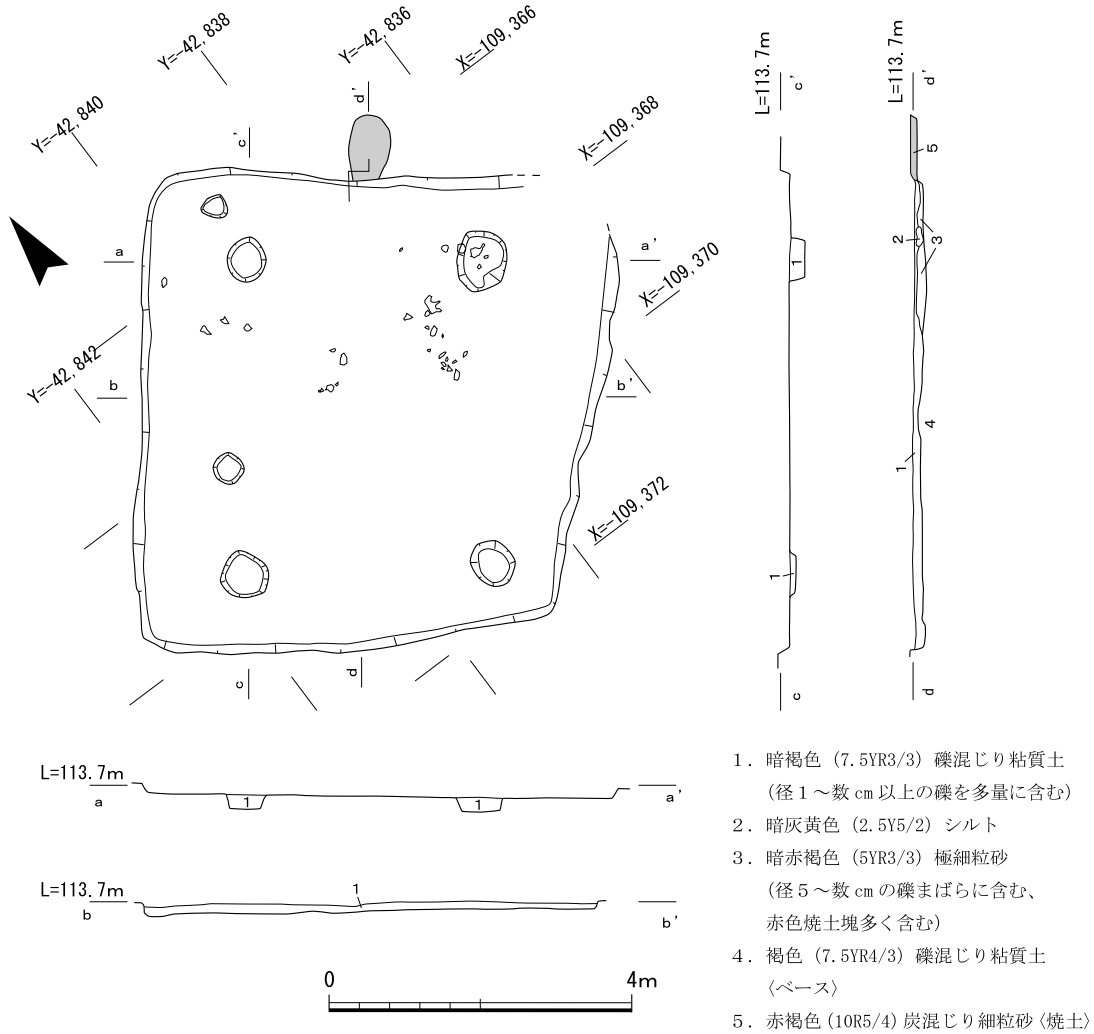 Y=-42,838
Y=-42,836
X=-109,366
Y=-42,840
X=-109,368
d'
c'
a
a'
X=-109,370
Y=-42,842
b
b'
X=-109,372
c
d
L=113.7m
c'
1
1
c
L=113.7m
d'
5
2
3
4
1
d
L=113.7m
a
1
1
a'
L=113.7m
b
1
b'
0
4m
1．暗褐色（7.5YR3/3）礫混じり粘質土
（径１～数cm以上の礫を多量に含む）
2．暗灰黄色（2.5Y5/2）シルト
3．暗赤褐色（5YR3/3）極細粒砂
（径５～数cmの礫まばらに含む、
赤色焼土塊多く含む）
4．褐色（7.5YR4/3）礫混じり粘質土
〈ベース〉
5．赤褐色（10R5/4）炭混じり細粒砂〈焼土〉